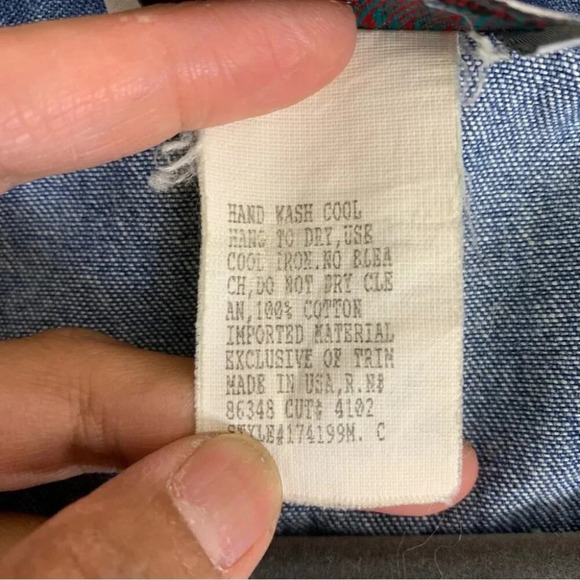 HAND WASH COOL
HANG TO DRY,USE
COOL IRON.NO BLEA
CH,DO NOT DRY CLE
AN,100% COTTON
IMPORTED MATERIAL
EXCLUSIVE OF TRIM
MADE IN USA,R.N#
86348 CUT# 4102
STYLE#174199M. C